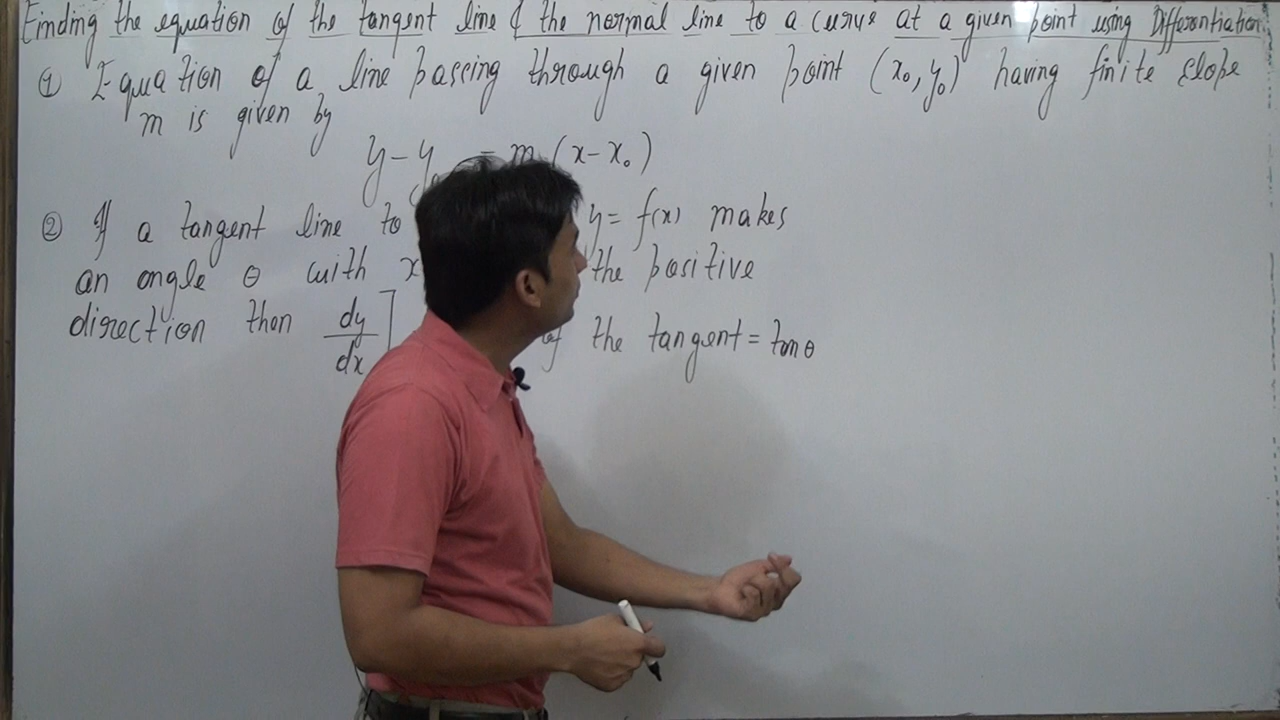 Finding the equation of the tangent line & the normal line to a curve at a given point using Differentiation.
① Equation of a line passing through a given point (x₀, y₀) having finite slope
m is given by
y - y₀ = m (x - x₀)
② If a tangent line to y = f(x) makes
an angle θ with x the positive
direction then dy/dx ] of the tangent = tan θ